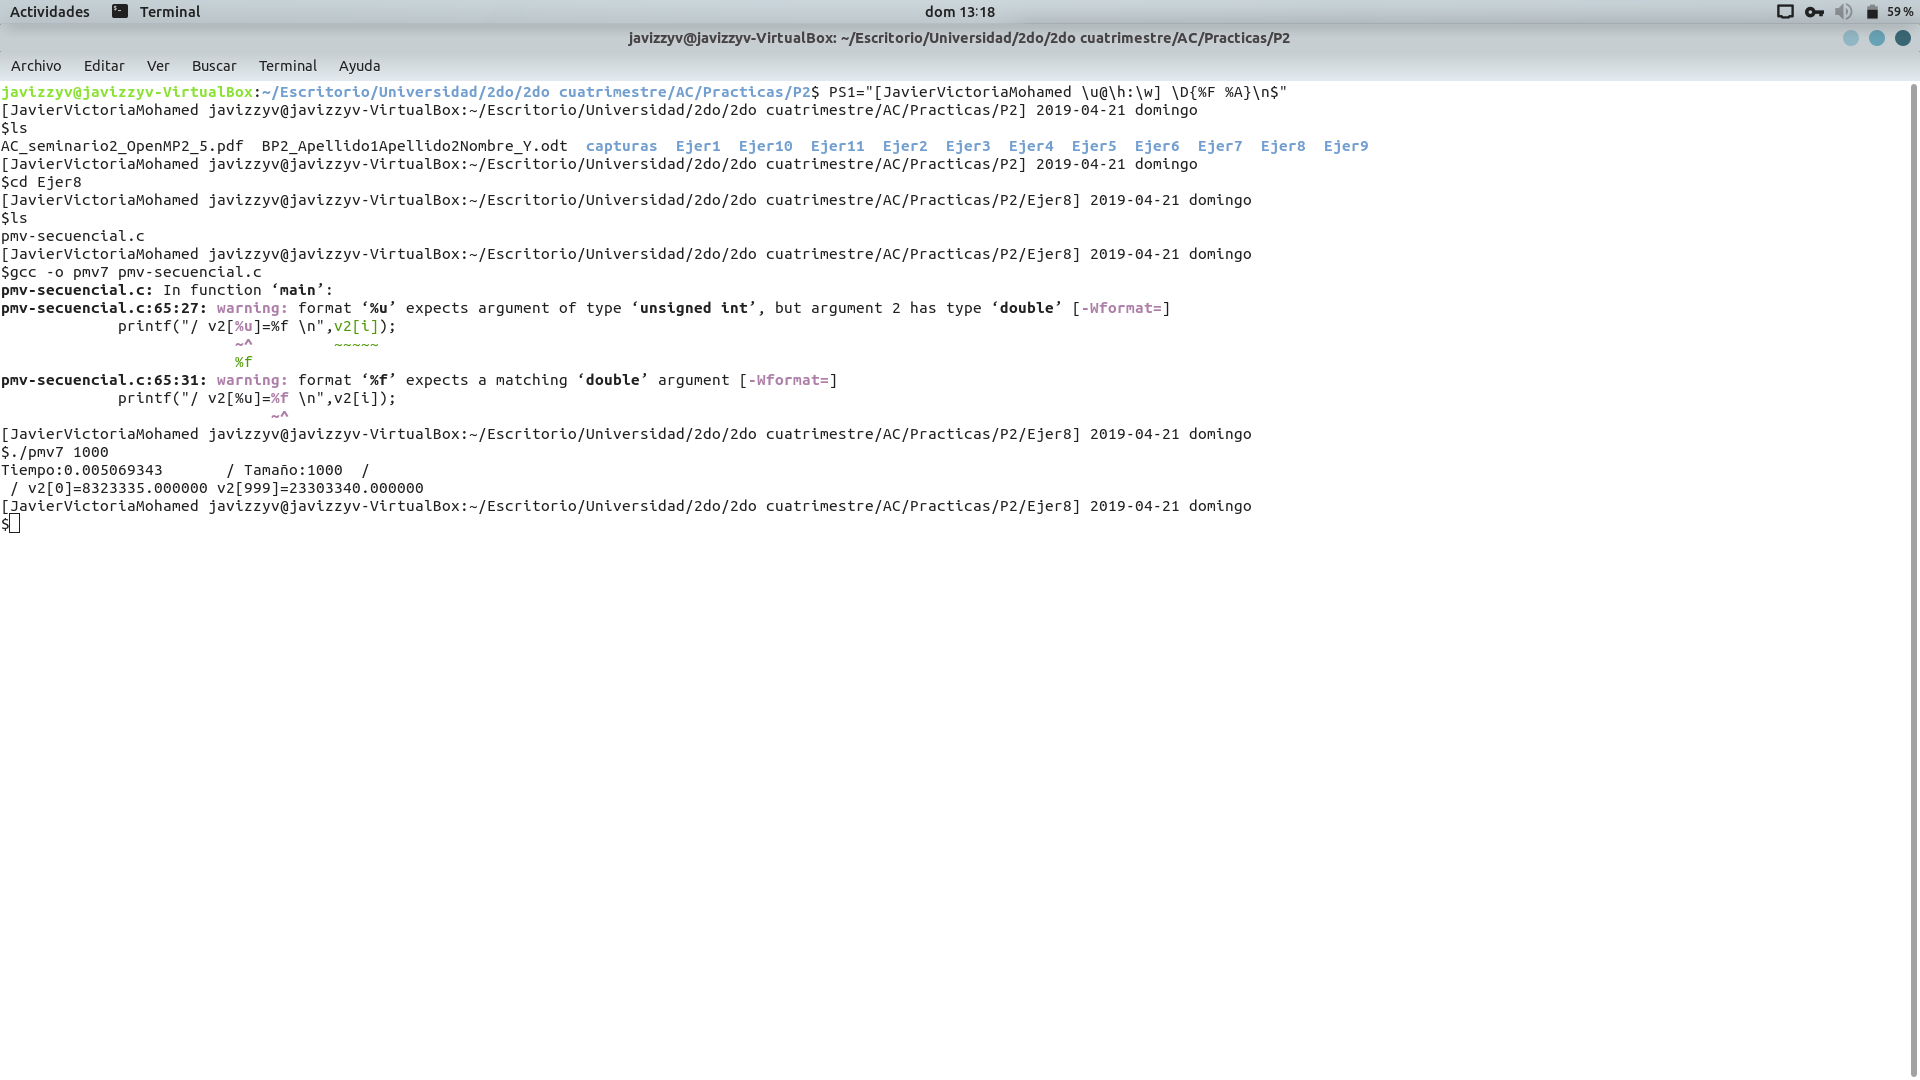 Actividades Terminal dom 13:18 59 %
javizzyv@javizzyv-VirtualBox: ~/Escritorio/Universidad/2do/2do cuatrimestre/AC/Practicas/P2
Archivo Editar Ver Buscar Terminal Ayuda
javizzyv@javizzyv-VirtualBox:~/Escritorio/Universidad/2do/2do cuatrimestre/AC/Practicas/P2$ PS1="[JavierVictoriaMohamed \u@\h:\w] \D{%F %A}\n$"
[JavierVictoriaMohamed javizzyv@javizzyv-VirtualBox:~/Escritorio/Universidad/2do/2do cuatrimestre/AC/Practicas/P2] 2019-04-21 domingo
$ls
AC_seminario2_OpenMP2_5.pdf  BP2_Apellido1Apellido2Nombre_Y.odt  capturas  Ejer1  Ejer10  Ejer11  Ejer2  Ejer3  Ejer4  Ejer5  Ejer6  Ejer7  Ejer8  Ejer9
[JavierVictoriaMohamed javizzyv@javizzyv-VirtualBox:~/Escritorio/Universidad/2do/2do cuatrimestre/AC/Practicas/P2] 2019-04-21 domingo
$cd Ejer8
[JavierVictoriaMohamed javizzyv@javizzyv-VirtualBox:~/Escritorio/Universidad/2do/2do cuatrimestre/AC/Practicas/P2/Ejer8] 2019-04-21 domingo
$ls
pmv-secuencial.c
[JavierVictoriaMohamed javizzyv@javizzyv-VirtualBox:~/Escritorio/Universidad/2do/2do cuatrimestre/AC/Practicas/P2/Ejer8] 2019-04-21 domingo
$gcc -o pmv7 pmv-secuencial.c
pmv-secuencial.c: In function ‘main’:
pmv-secuencial.c:65:27: warning: format ‘%u’ expects argument of type ‘unsigned int’, but argument 2 has type ‘double’ [-Wformat=]
             printf("/ v2[%u]=%f \n",v2[i]);
                          ~^         ~~~~~
                          %f
pmv-secuencial.c:65:31: warning: format ‘%f’ expects a matching ‘double’ argument [-Wformat=]
             printf("/ v2[%u]=%f \n",v2[i]);
                              ~^
[JavierVictoriaMohamed javizzyv@javizzyv-VirtualBox:~/Escritorio/Universidad/2do/2do cuatrimestre/AC/Practicas/P2/Ejer8] 2019-04-21 domingo
$./pmv7 1000
Tiempo:0.005069343       / Tamaño:1000  /
 / v2[0]=8323335.000000 v2[999]=23303340.000000
[JavierVictoriaMohamed javizzyv@javizzyv-VirtualBox:~/Escritorio/Universidad/2do/2do cuatrimestre/AC/Practicas/P2/Ejer8] 2019-04-21 domingo
$